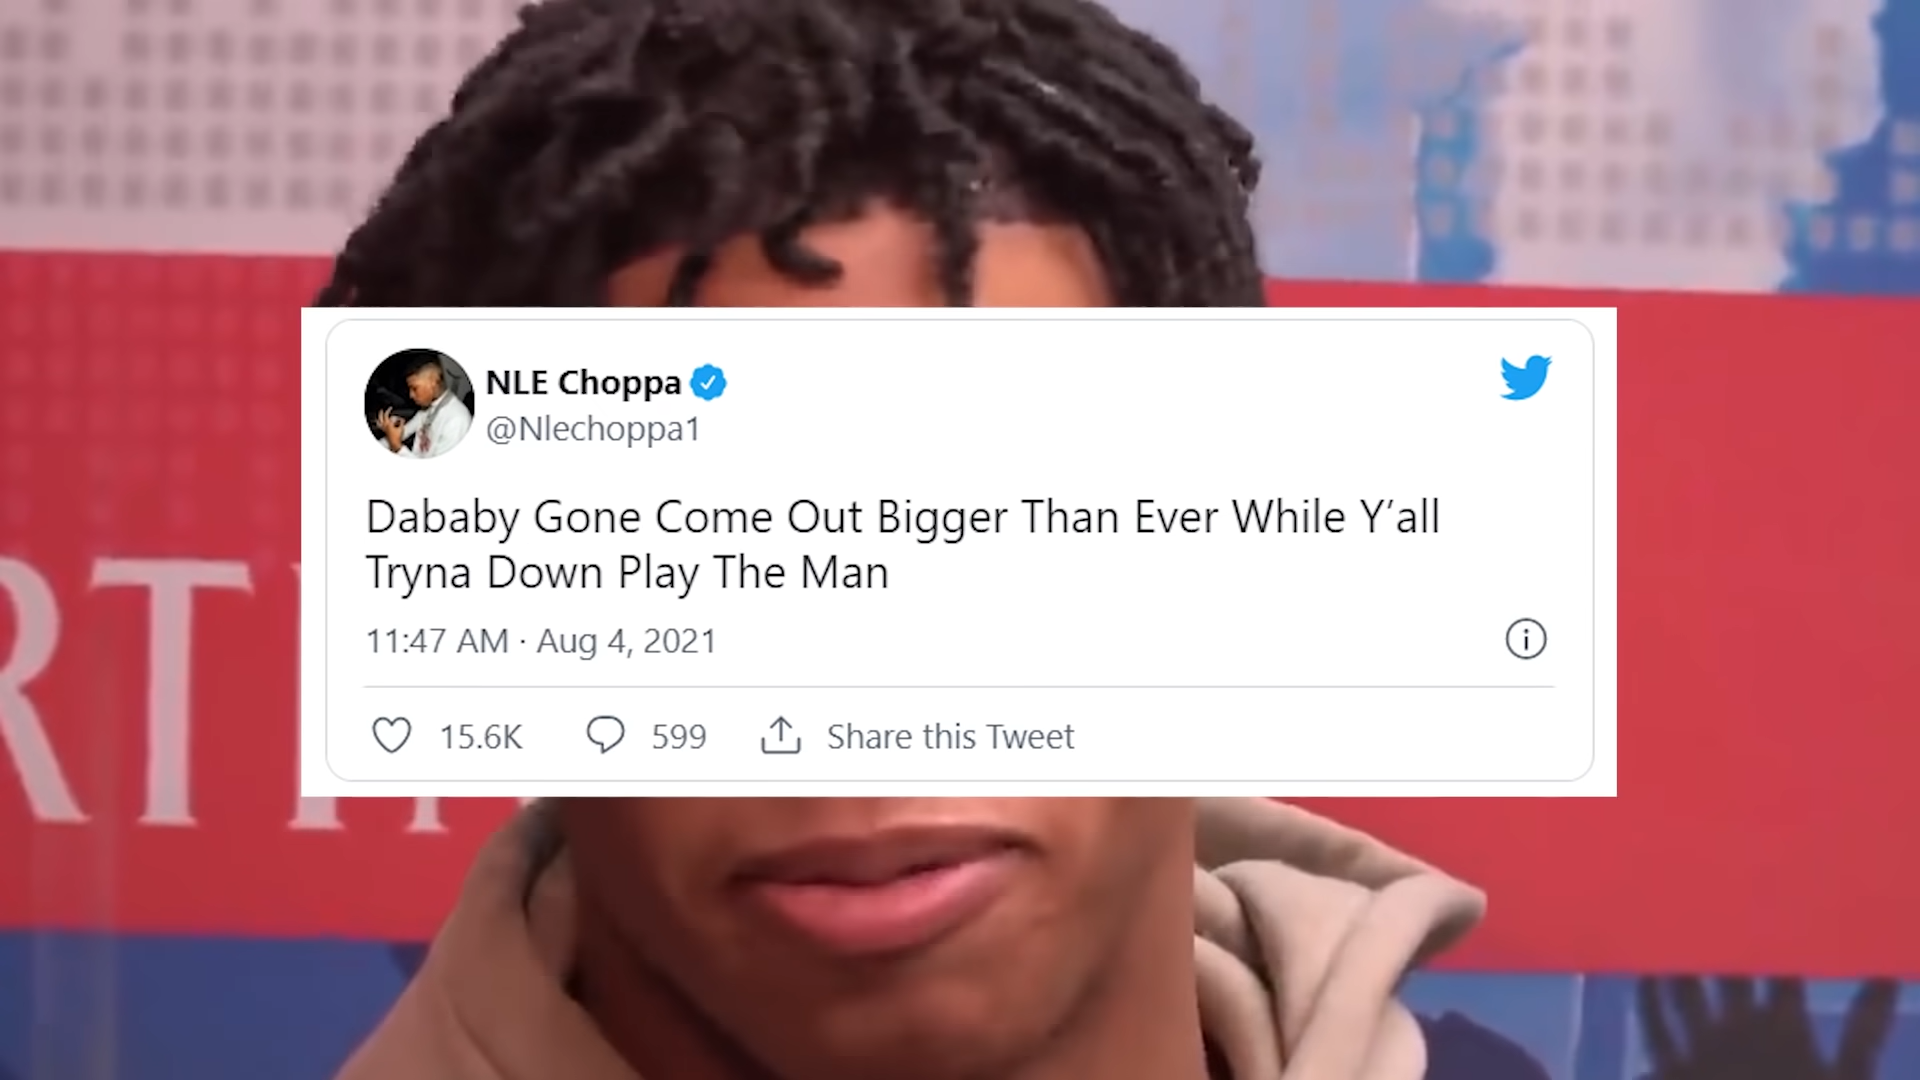 NLE Choppa
@Nlechoppa1
Dababy Gone Come Out Bigger Than Ever While Y’all
Tryna Down Play The Man
11:47 AM · Aug 4, 2021
15.6K 599 Share this Tweet
RT